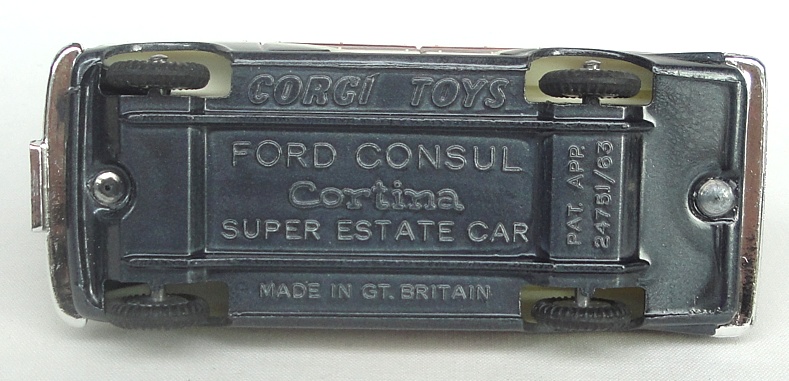 CORGI TOYS
FORD CONSUL
Cortina
SUPER ESTATE CAR
MADE IN GT. BRITAIN
PAT. APP.
24751/63